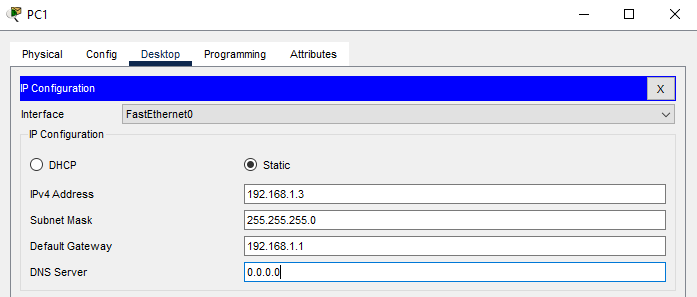 PC1
Physical Config Desktop Programming Attributes
IP Configuration X
Interface FastEthernet0
IP Configuration
DHCP Static
IPv4 Address 192.168.1.3
Subnet Mask 255.255.255.0
Default Gateway 192.168.1.1
DNS Server 0.0.0.0